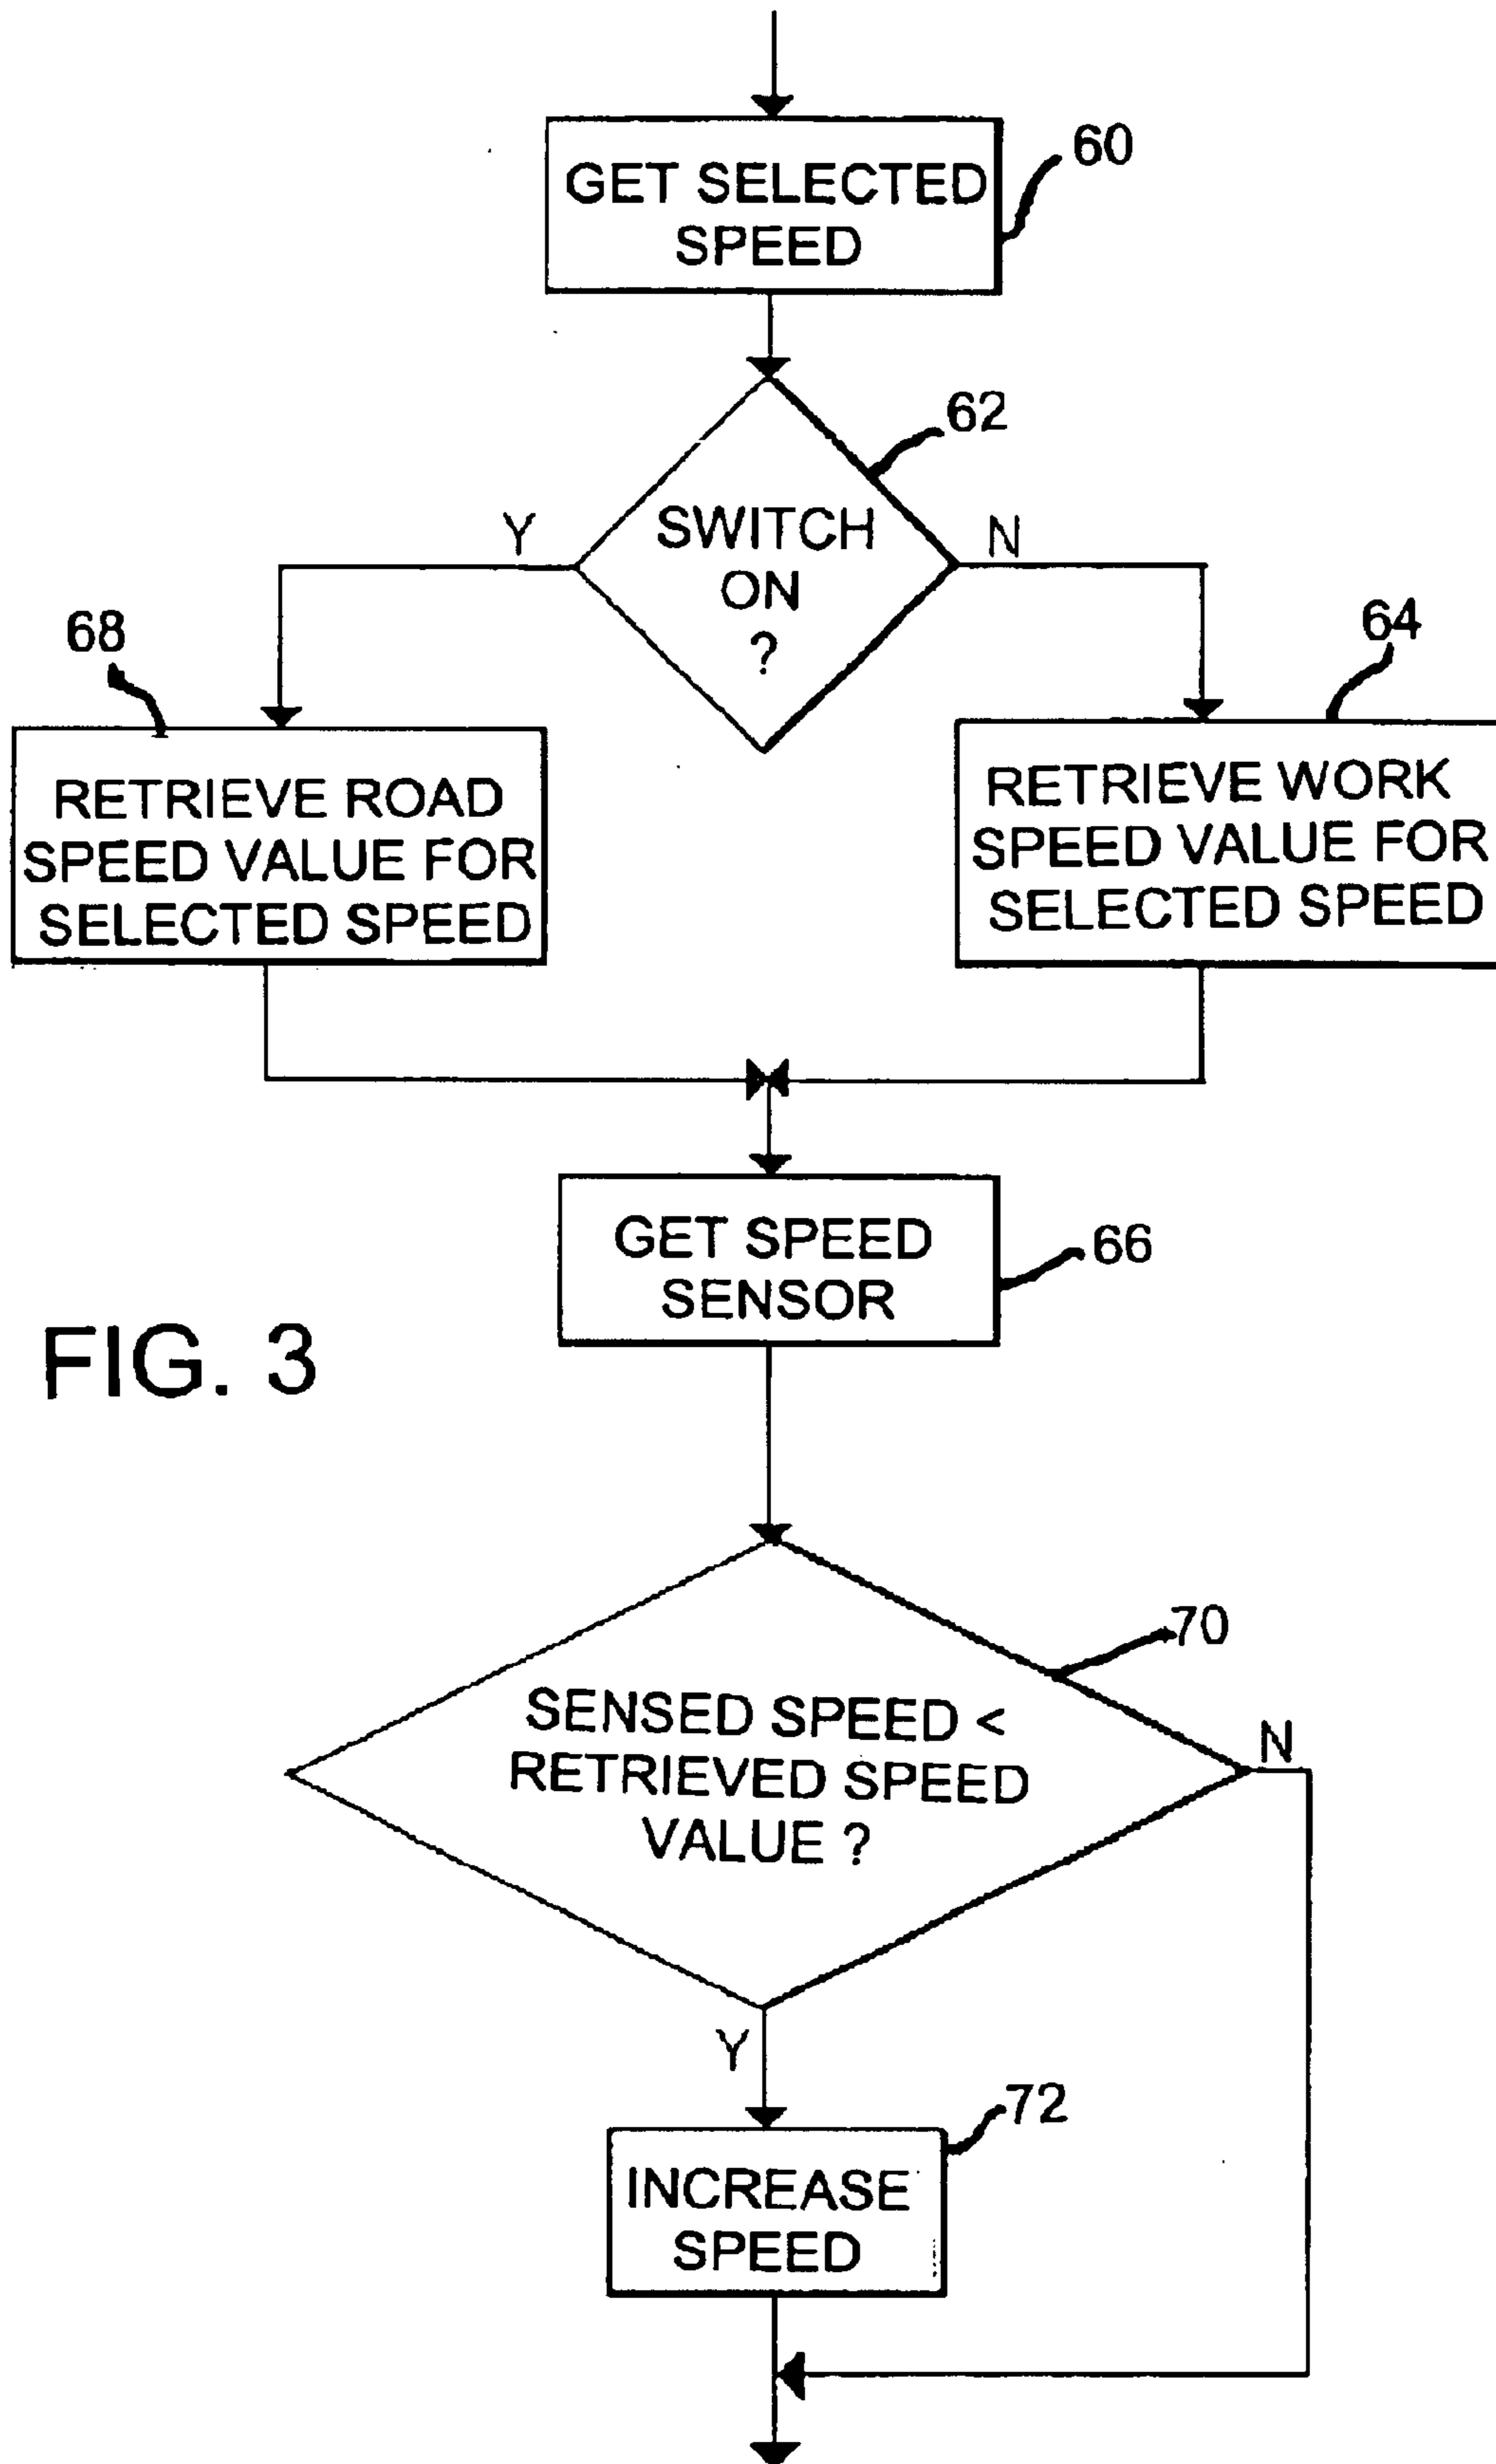 GET SELECTED
SPEED
60
62
SWITCH
ON
?
Y
N
68
64
RETRIEVE ROAD
SPEED VALUE FOR
SELECTED SPEED
RETRIEVE WORK
SPEED VALUE FOR
SELECTED SPEED
GET SPEED
SENSOR
66
FIG. 3
70
SENSED SPEED <
RETRIEVED SPEED
VALUE ?
N
Y
72
INCREASE
SPEED